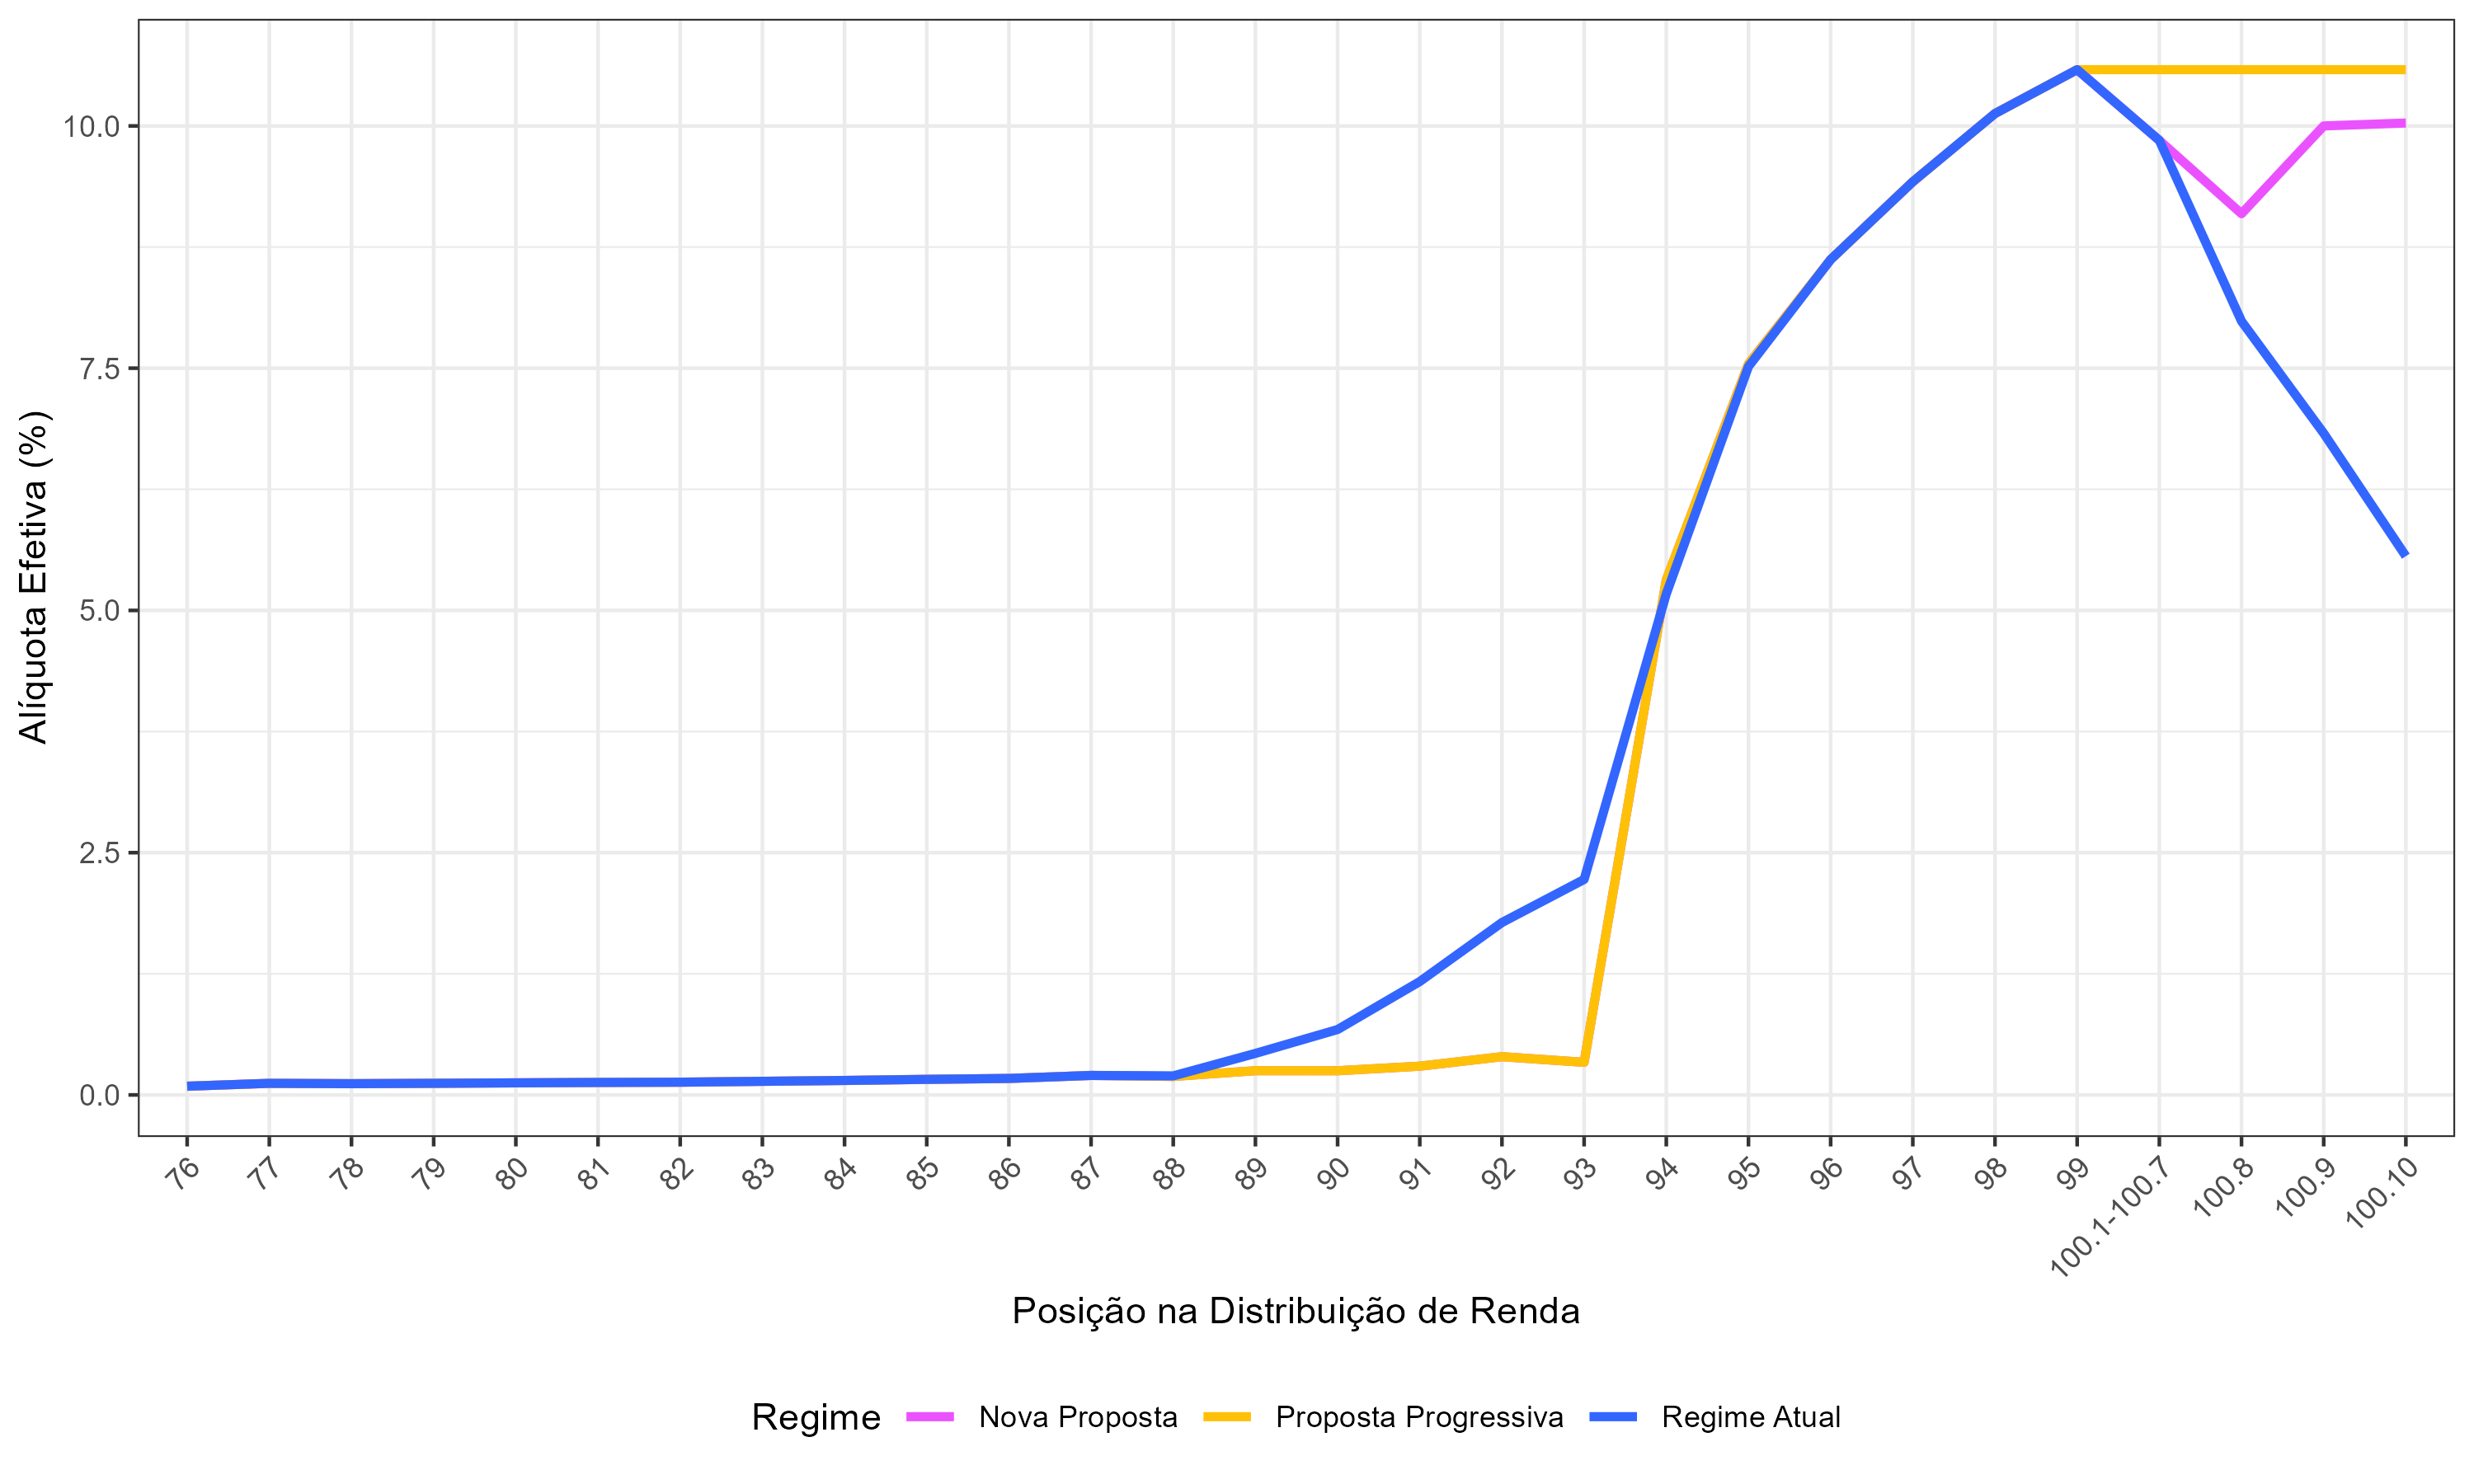 Alíquota Efetiva (%)
10.0
7.5
5.0
2.5
0.0
76 77 78 79 80 81 82 83 84 85 86 87 88 89 90 91 92 93 94 95 96 97 98 99 100.1-100.7 100.8 100.9 100.10
Posição na Distribuição de Renda
Regime Nova Proposta Proposta Progressiva Regime Atual